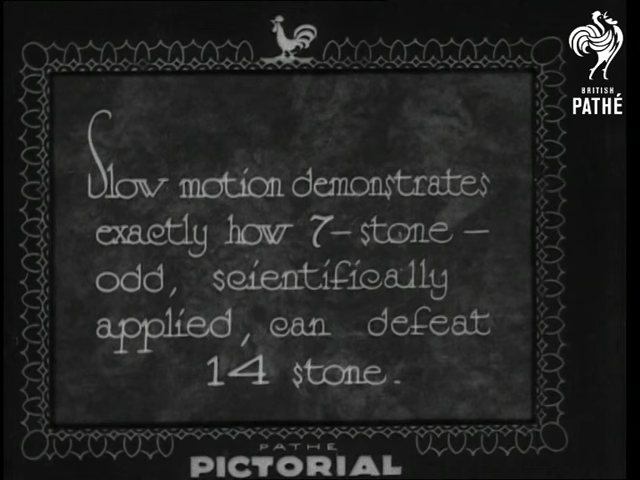 BRITISH
PATHÉ
Slow motion demonstrates
exactly how 7-stone-
odd, scientifically
applied, can defeat
14 stone.
PATHE
PICTORIAL